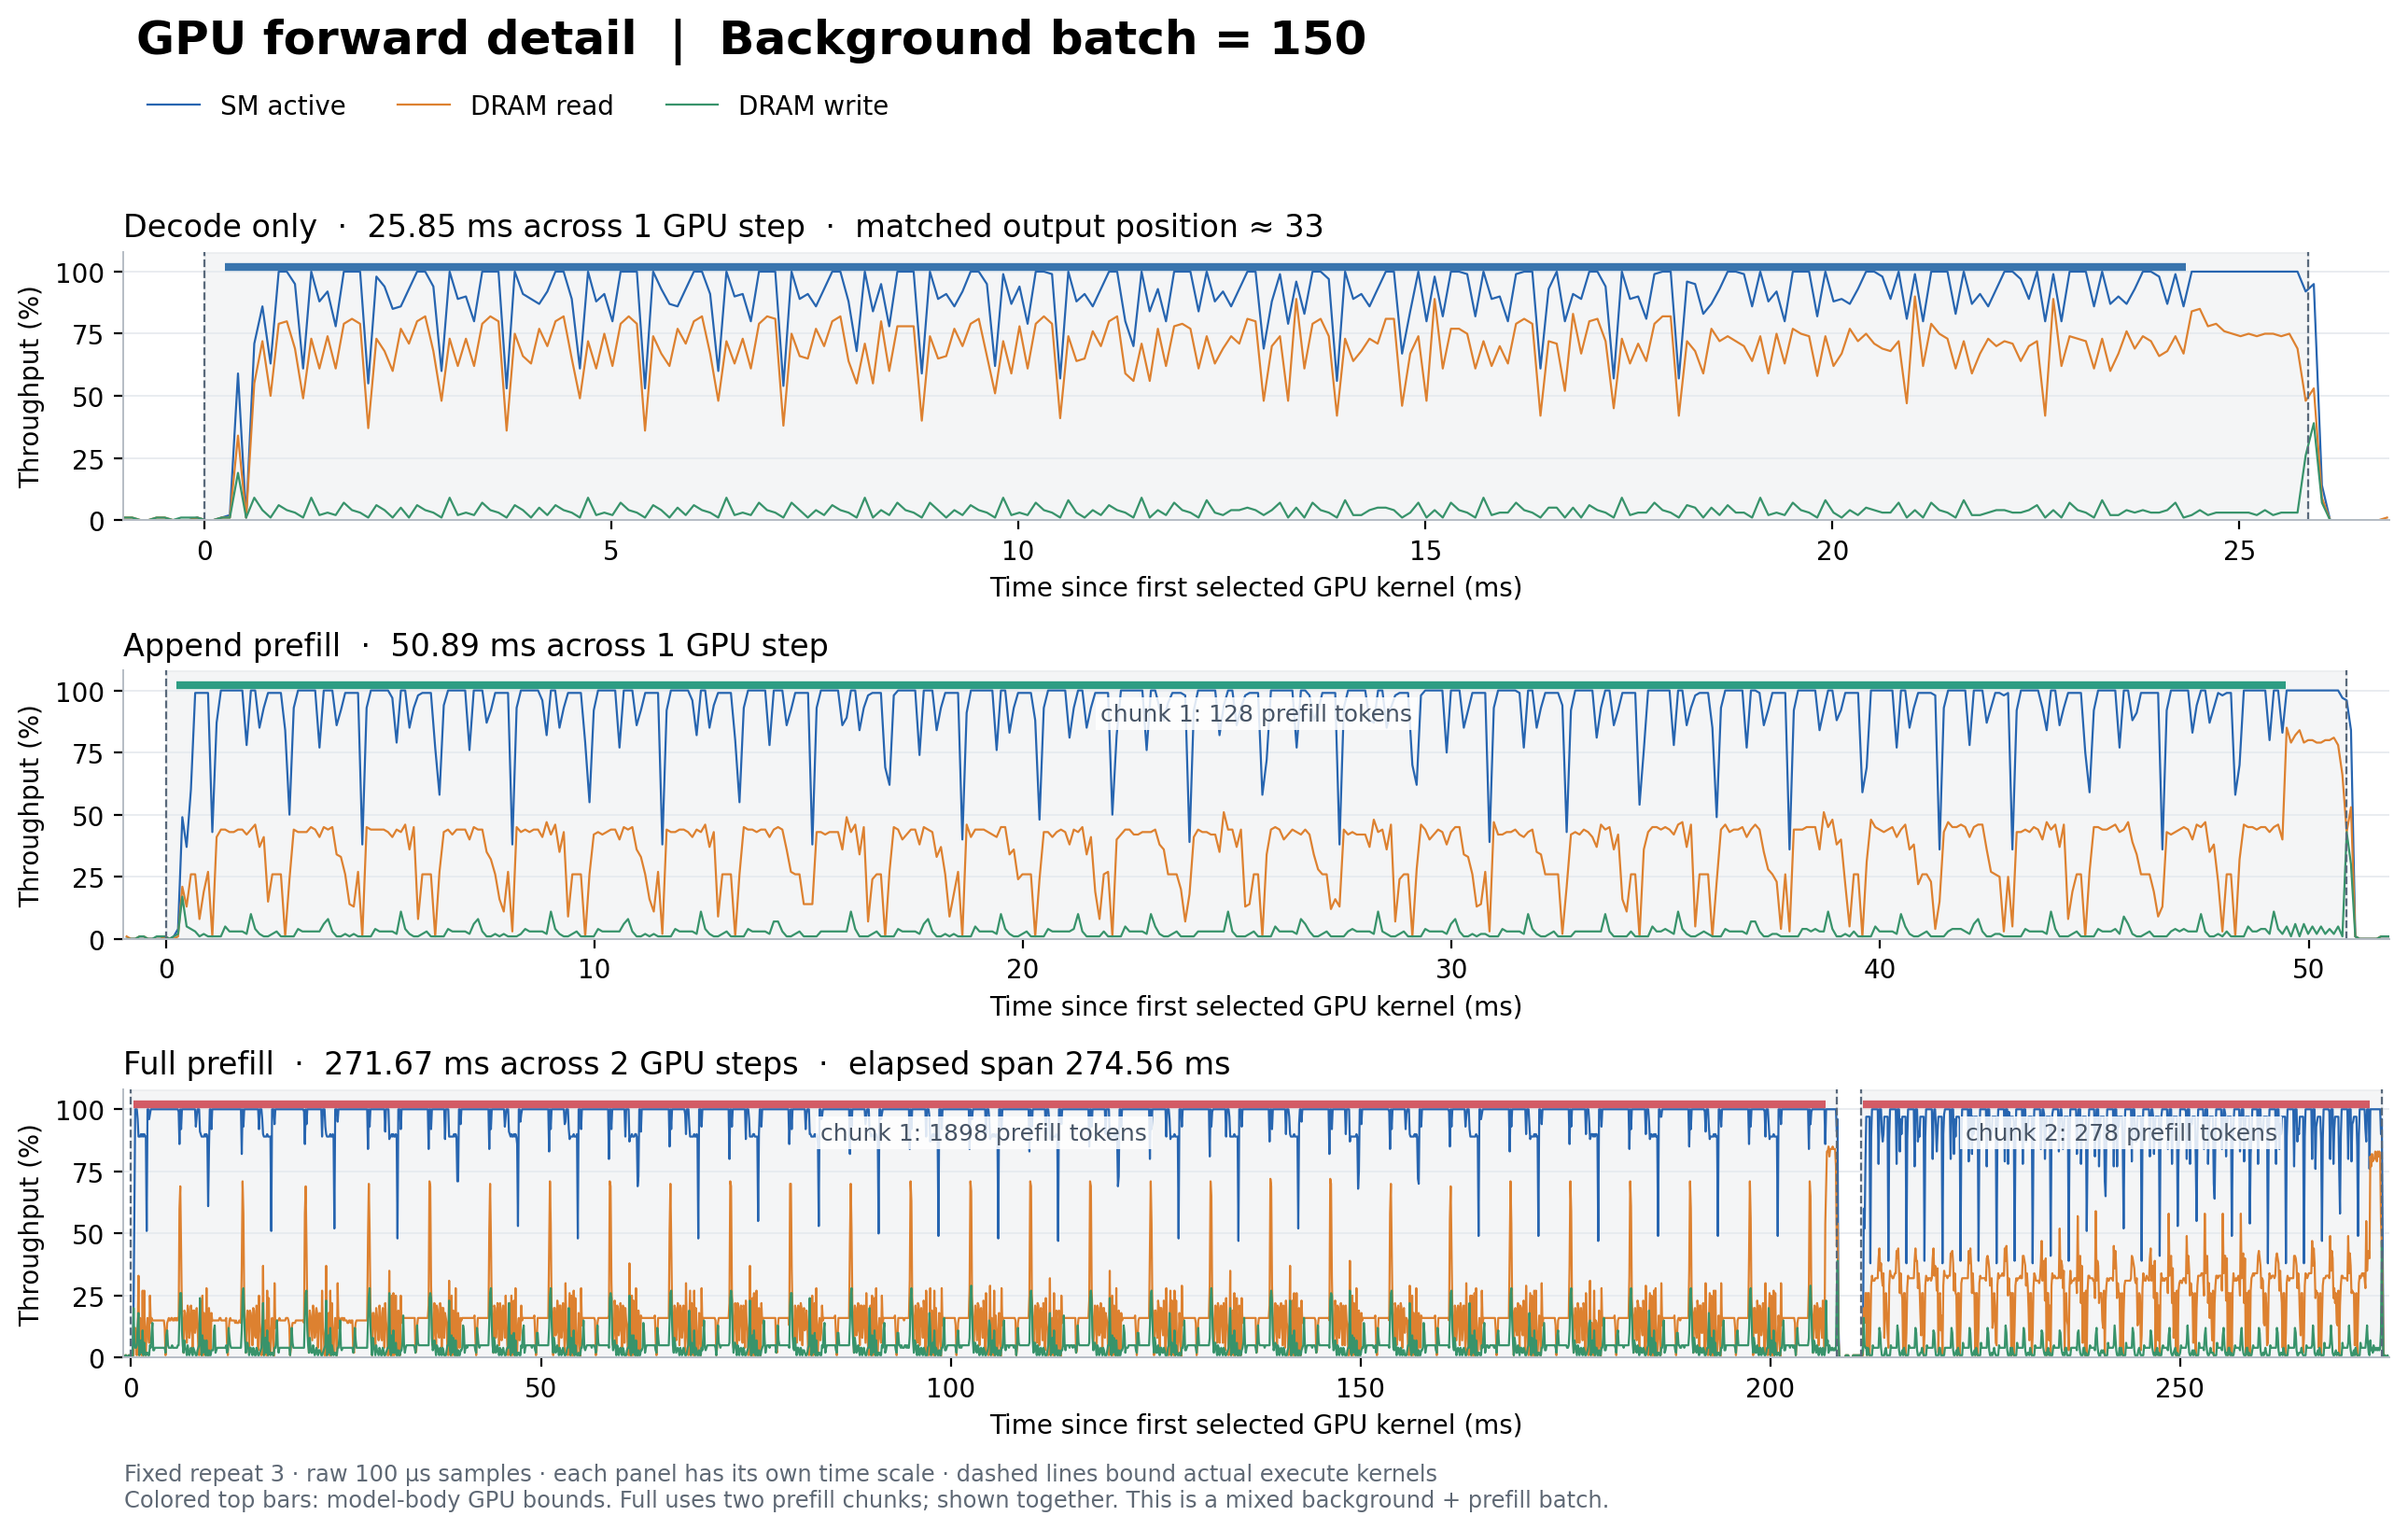 GPU forward detail | Background batch = 150
SM active DRAM read DRAM write
Decode only · 25.85 ms across 1 GPU step · matched output position ≈ 33
Throughput (%)
100
75
50
25
0
0 5 10 15 20 25
Time since first selected GPU kernel (ms)
Append prefill · 50.89 ms across 1 GPU step
Throughput (%)
100
75
50
25
0
chunk 1: 128 prefill tokens
0 10 20 30 40 50
Time since first selected GPU kernel (ms)
Full prefill · 271.67 ms across 2 GPU steps · elapsed span 274.56 ms
Throughput (%)
100
75
50
25
0
chunk 1: 1898 prefill tokens
chunk 2: 278 prefill tokens
0 50 100 150 200 250
Time since first selected GPU kernel (ms)
Fixed repeat 3 · raw 100 µs samples · each panel has its own time scale · dashed lines bound actual execute kernels
Colored top bars: model-body GPU bounds. Full uses two prefill chunks; shown together. This is a mixed background + prefill batch.